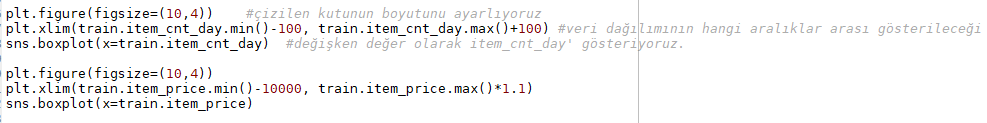 plt.figure(figsize=(10,4))    #çizilen kutunun boyutunu ayarlıyoruz
plt.xlim(train.item_cnt_day.min()-100, train.item_cnt_day.max()+100) #veri dağılımının hangi aralıklar arası gösterileceği
sns.boxplot(x=train.item_cnt_day)  #değişken değer olarak item_cnt_day' gösteriyoruz.
plt.figure(figsize=(10,4))
plt.xlim(train.item_price.min()-10000, train.item_price.max()*1.1)
sns.boxplot(x=train.item_price)